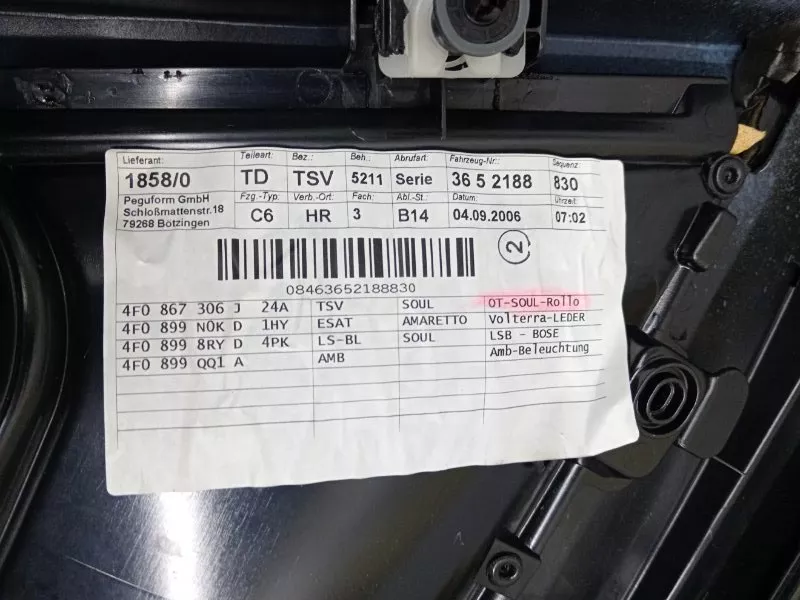 Lieferant: Teileart: Bez.: Beh.: Abrufart: Fahrzeug-Nr.: Sequenz
1858/0 TD TSV 5211 Serie 36 5 2188 830
Peguform GmbH
Schloßmattenstr.18
79268 Bötzingen
Fzg.-Typ: Verb.-Ort: Fach: Abl.-St.: Datum: Uhrzeit:
C6 HR 3 B14 04.09.2006 07:02
2
08463652188830
4F0 867 306 J 24A TSV SOUL OT-SOUL-Rollo
4F0 899 N0K D 1HY ESAT AMARETTO Volterra-LEDER
4F0 899 8RY D 4PK LS-BL SOUL LSB - BOSE
4F0 899 QQ1 A AMB Amb-Beleuchtung